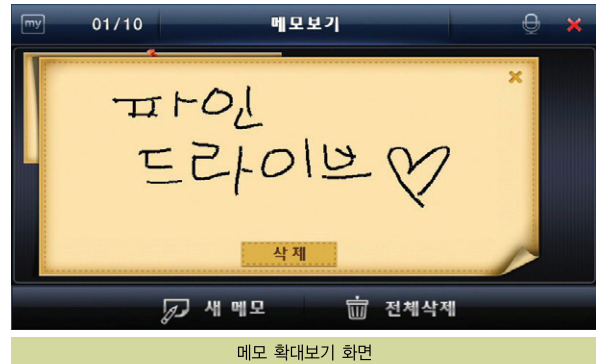 my 01/10 메모보기
파인
드라이브
삭제
새 메모 전체삭제
메모 확대보기 화면